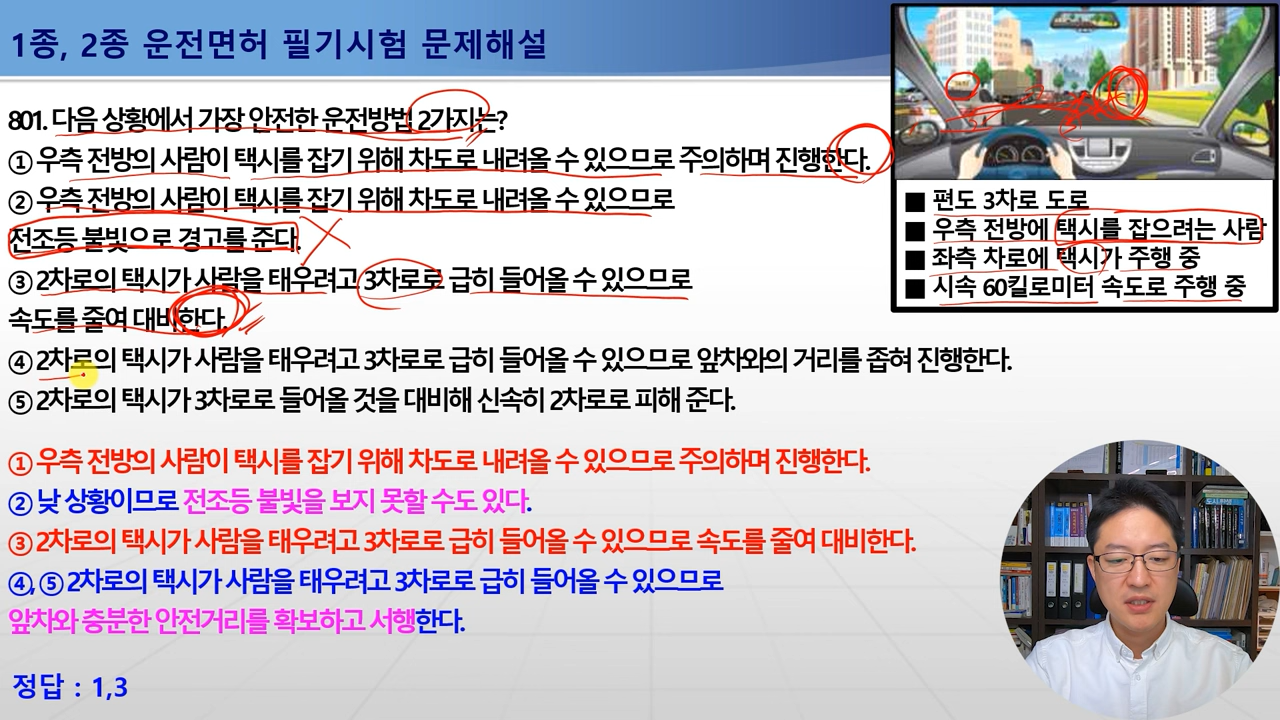 1종, 2종 운전면허 필기시험 문제해설
801. 다음 상황에서 가장 안전한 운전방법 2가지는?
① 우측 전방의 사람이 택시를 잡기 위해 차도로 내려올 수 있으므로 주의하며 진행한다.
② 우측 전방의 사람이 택시를 잡기 위해 차도로 내려올 수 있으므로
전조등 불빛으로 경고를 준다.
③ 2차로의 택시가 사람을 태우려고 3차로로 급히 들어올 수 있으므로
속도를 줄여 대비한다.
④ 2차로의 택시가 사람을 태우려고 3차로로 급히 들어올 수 있으므로 앞차와의 거리를 좁혀 진행한다.
⑤ 2차로의 택시가 3차로로 들어올 것을 대비해 신속히 2차로로 피해 준다.
■ 편도 3차로 도로
■ 우측 전방에 택시를 잡으려는 사람
■ 좌측 차로에 택시가 주행 중
■ 시속 60킬로미터 속도로 주행 중
① 우측 전방의 사람이 택시를 잡기 위해 차도로 내려올 수 있으므로 주의하며 진행한다.
② 낮 상황이므로 전조등 불빛을 보지 못할 수도 있다.
③ 2차로의 택시가 사람을 태우려고 3차로로 급히 들어올 수 있으므로 속도를 줄여 대비한다.
④, ⑤ 2차로의 택시가 사람을 태우려고 3차로로 급히 들어올 수 있으므로
앞차와 충분한 안전거리를 확보하고 서행한다.
정답 : 1,3